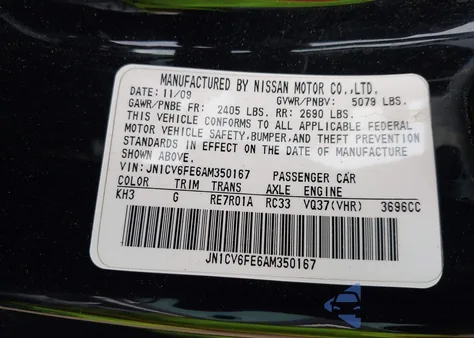 MANUFACTURED BY NISSAN MOTOR CO.,LTD.
DATE: 11/09 GVWR/PNBV: 5079 LBS.
GAWR/PNBE FR: 2405 LBS. RR: 2690 LBS.
THIS VEHICLE CONFORMS TO ALL APPLICABLE FEDERAL
MOTOR VEHICLE SAFETY,BUMPER,AND THEFT PREVENTION
STANDARDS IN EFFECT ON THE DATE OF MANUFACTURE
SHOWN ABOVE.
VIN: JN1CV6FE6AM350167 PASSENGER CAR
COLOR TRIM TRANS AXLE ENGINE
KH3 G RE7R01A RC33 VQ37(VHR) 3696CC
JN1CV6FE6AM350167